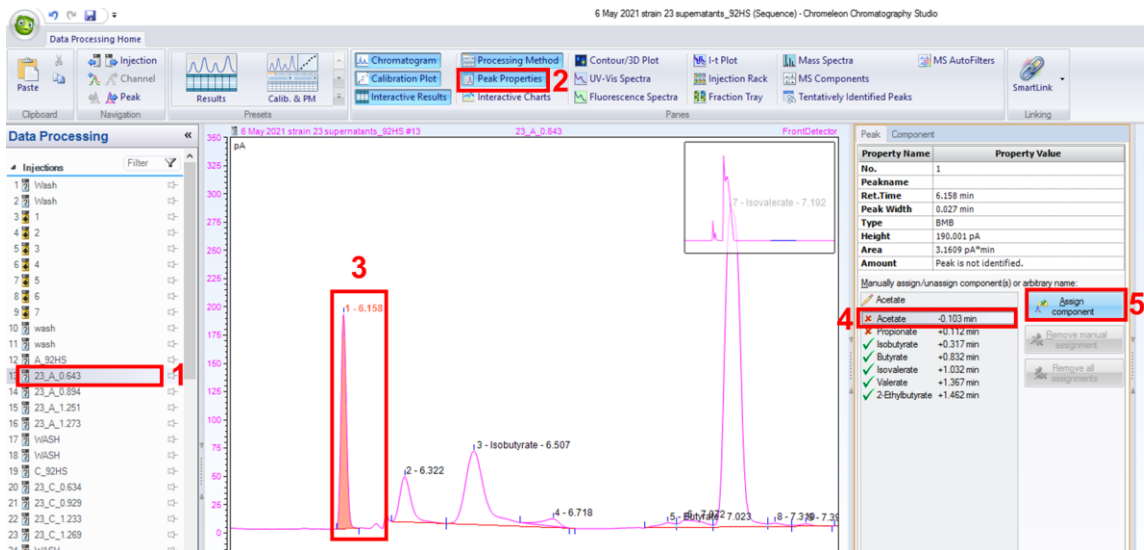 6 May 2021 strain 23 supernatants_92HS (Sequence) - Chromeleon Chromatography Studio
Data Processing Home
Paste
Clipboard
Injection
Channel
Peak
Navigation
Results
Calib. & PM
Presets
Chromatogram
Calibration Plot
Interactive Results
Processing Method
Peak Properties
2
Interactive Charts
Contour/3D Plot
UV-Vis Spectra
Fluorescence Spectra
I-t Plot
Injection Rack
Fraction Tray
Mass Spectra
MS Components
Tentatively Identified Peaks
MS AutoFilters
Panes
SmartLink
Linking
Data Processing
«
Injections
Filter
1 Wash
2 Wash
3 1
4 2
5 3
6 4
7 5
8 6
9 7
10 wash
11 wash
12 A_92HS
13 23_A_0.643
1
14 23_A_0.894
15 23_A_1.251
16 23_A_1.273
17 WASH
18 WASH
19 C_92HS
20 23_C_0.634
21 23_C_0.929
22 23_C_1.233
23 23_C_1.269
24 WASH
6 May 2021 strain 23 supernatants_92HS #13
23_A_0.643
FrontDetector
pA
350
325
300
275
250
225
200
175
150
125
100
75
50
25
0
3
1 - 6.158
2 - 6.322
3 - Isobutyrate - 6.507
4 - 6.718
7.023
7 - Isovalerate - 7.192
Peak
Component
Property Name Property Value
No. 1
Peakname
Ret.Time 6.158 min
Peak Width 0.027 min
Type BMB
Height 190.001 pA
Area 3.1609 pA*min
Amount Peak is not identified.
Manually assign/unassign component(s) or arbitrary name:
Acetate
4
Acetate -0.103 min
Propionate +0.112 min
Isobutyrate +0.317 min
Butyrate +0.832 min
Isovalerate +1.032 min
Valerate +1.367 min
2-Ethylbutyrate +1.462 min
Assign
component
5
Remove manual
assignment
Remove all
assignments